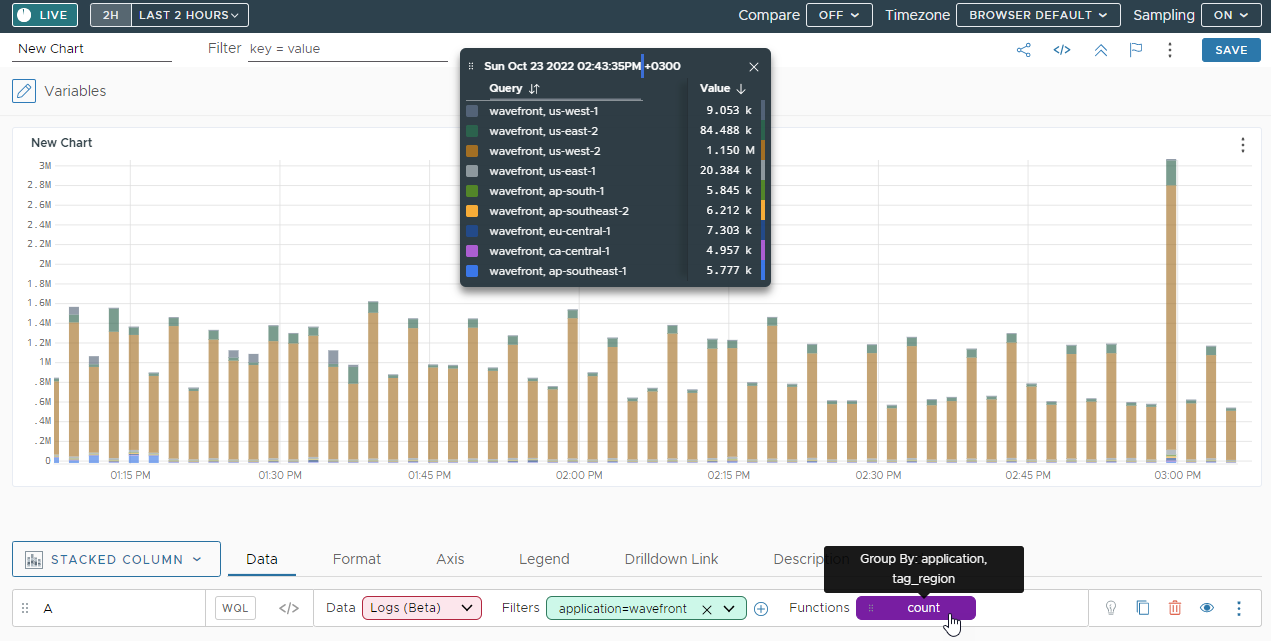 LIVE 2H LAST 2 HOURS Compare OFF Timezone BROWSER DEFAULT Sampling ON
New Chart Filter key = value </> SAVE
Variables
New Chart
Sun Oct 23 2022 02:43:35PM +0300
Query Value
wavefront, us-west-1 9.053 k
wavefront, us-east-2 84.488 k
wavefront, us-west-2 1.150 M
wavefront, us-east-1 20.384 k
wavefront, ap-south-1 5.845 k
wavefront, ap-southeast-2 6.212 k
wavefront, eu-central-1 7.303 k
wavefront, ca-central-1 4.957 k
wavefront, ap-southeast-1 5.777 k
3M
2.8M
2.6M
2.4M
2.2M
2M
1.8M
1.6M
1.4M
1.2M
1M
.8M
.6M
.4M
.2M
0
01:15 PM 01:30 PM 01:45 PM 02:00 PM 02:15 PM 02:30 PM 02:45 PM 03:00 PM
STACKED COLUMN Data Format Axis Legend Drilldown Link Descrip
Group By: application,
tag_region
A WQL </> Data Logs (Beta) Filters application=wavefront Functions count